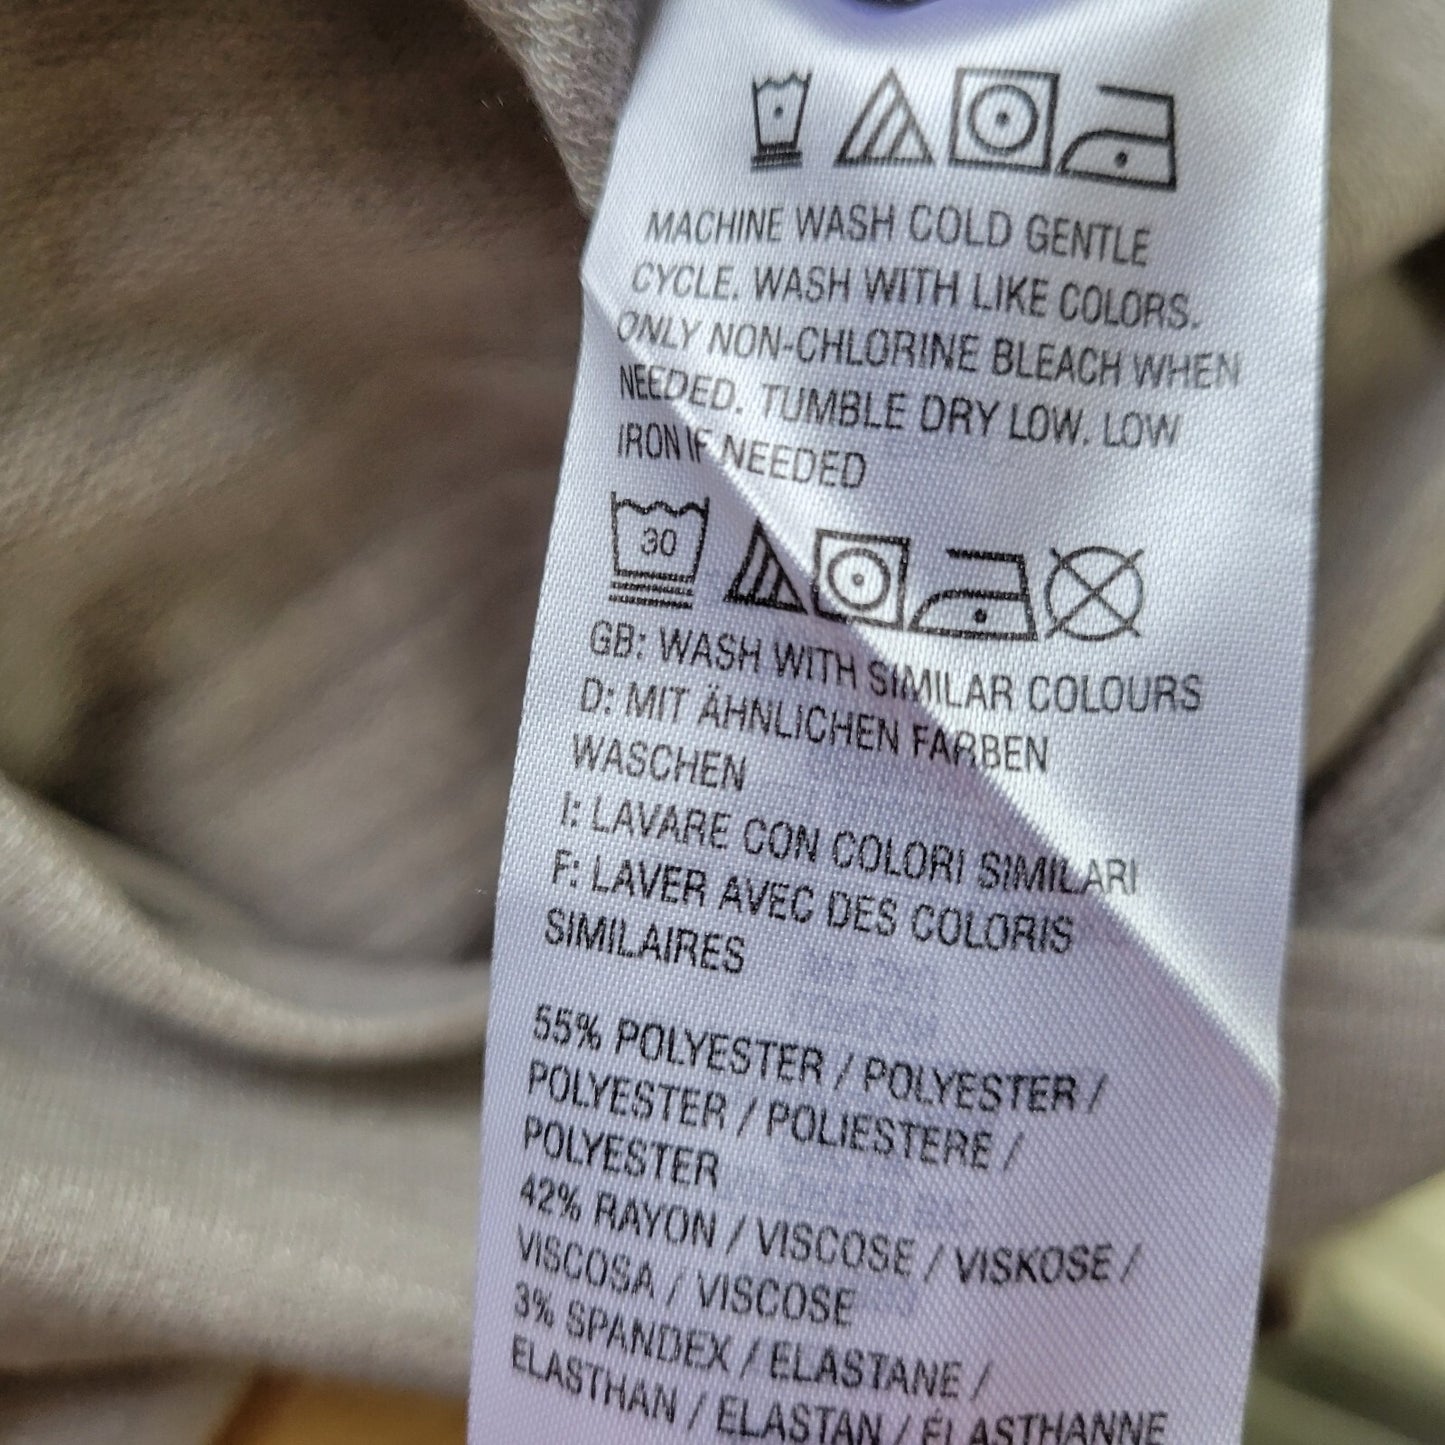 MACHINE WASH COLD GENTLE
CYCLE. WASH WITH LIKE COLORS.
ONLY NON-CHLORINE BLEACH WHEN
NEEDED. TUMBLE DRY LOW. LOW
IRON IF NEEDED
30
GB: WASH WITH SIMILAR COLOURS
D: MIT ÄHNLICHEN FARBEN
WASCHEN
I: LAVARE CON COLORI SIMILARI
F: LAVER AVEC DES COLORIS
SIMILAIRES
55% POLYESTER / POLYESTER /
POLYESTER / POLIESTERE /
POLYESTER
42% RAYON / VISCOSE / VISKOSE /
VISCOSA / VISCOSE
3% SPANDEX / ELASTANE /
ELASTHAN / ELASTAN / ÉLASTHANNE